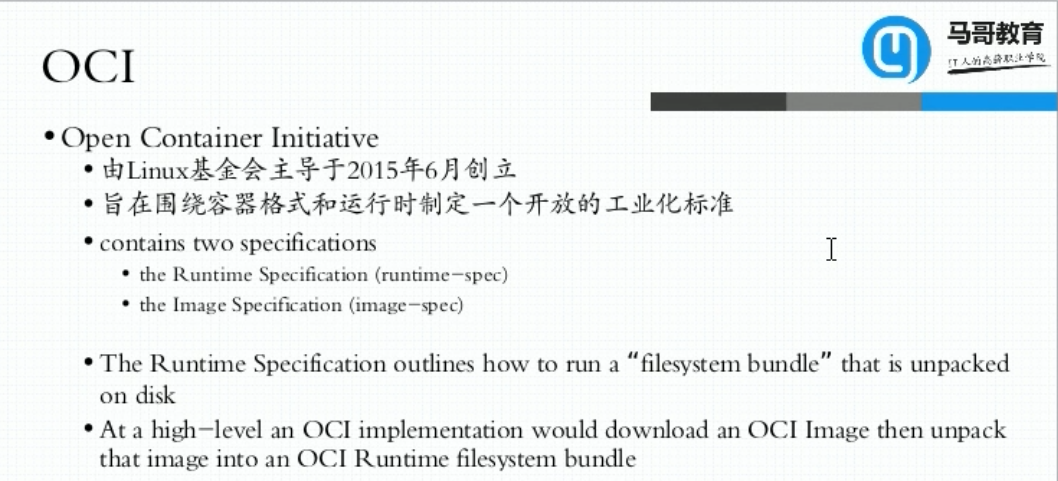 马哥教育
IT人的高薪职业学院
OCI
• Open Container Initiative
• 由Linux基金会主导于2015年6月创立
• 旨在围绕容器格式和运行时制定一个开放的工业化标准
• contains two specifications
• the Runtime Specification (runtime-spec)
• the Image Specification (image-spec)
• The Runtime Specification outlines how to run a “filesystem bundle” that is unpacked
on disk
• At a high-level an OCI implementation would download an OCI Image then unpack
that image into an OCI Runtime filesystem bundle